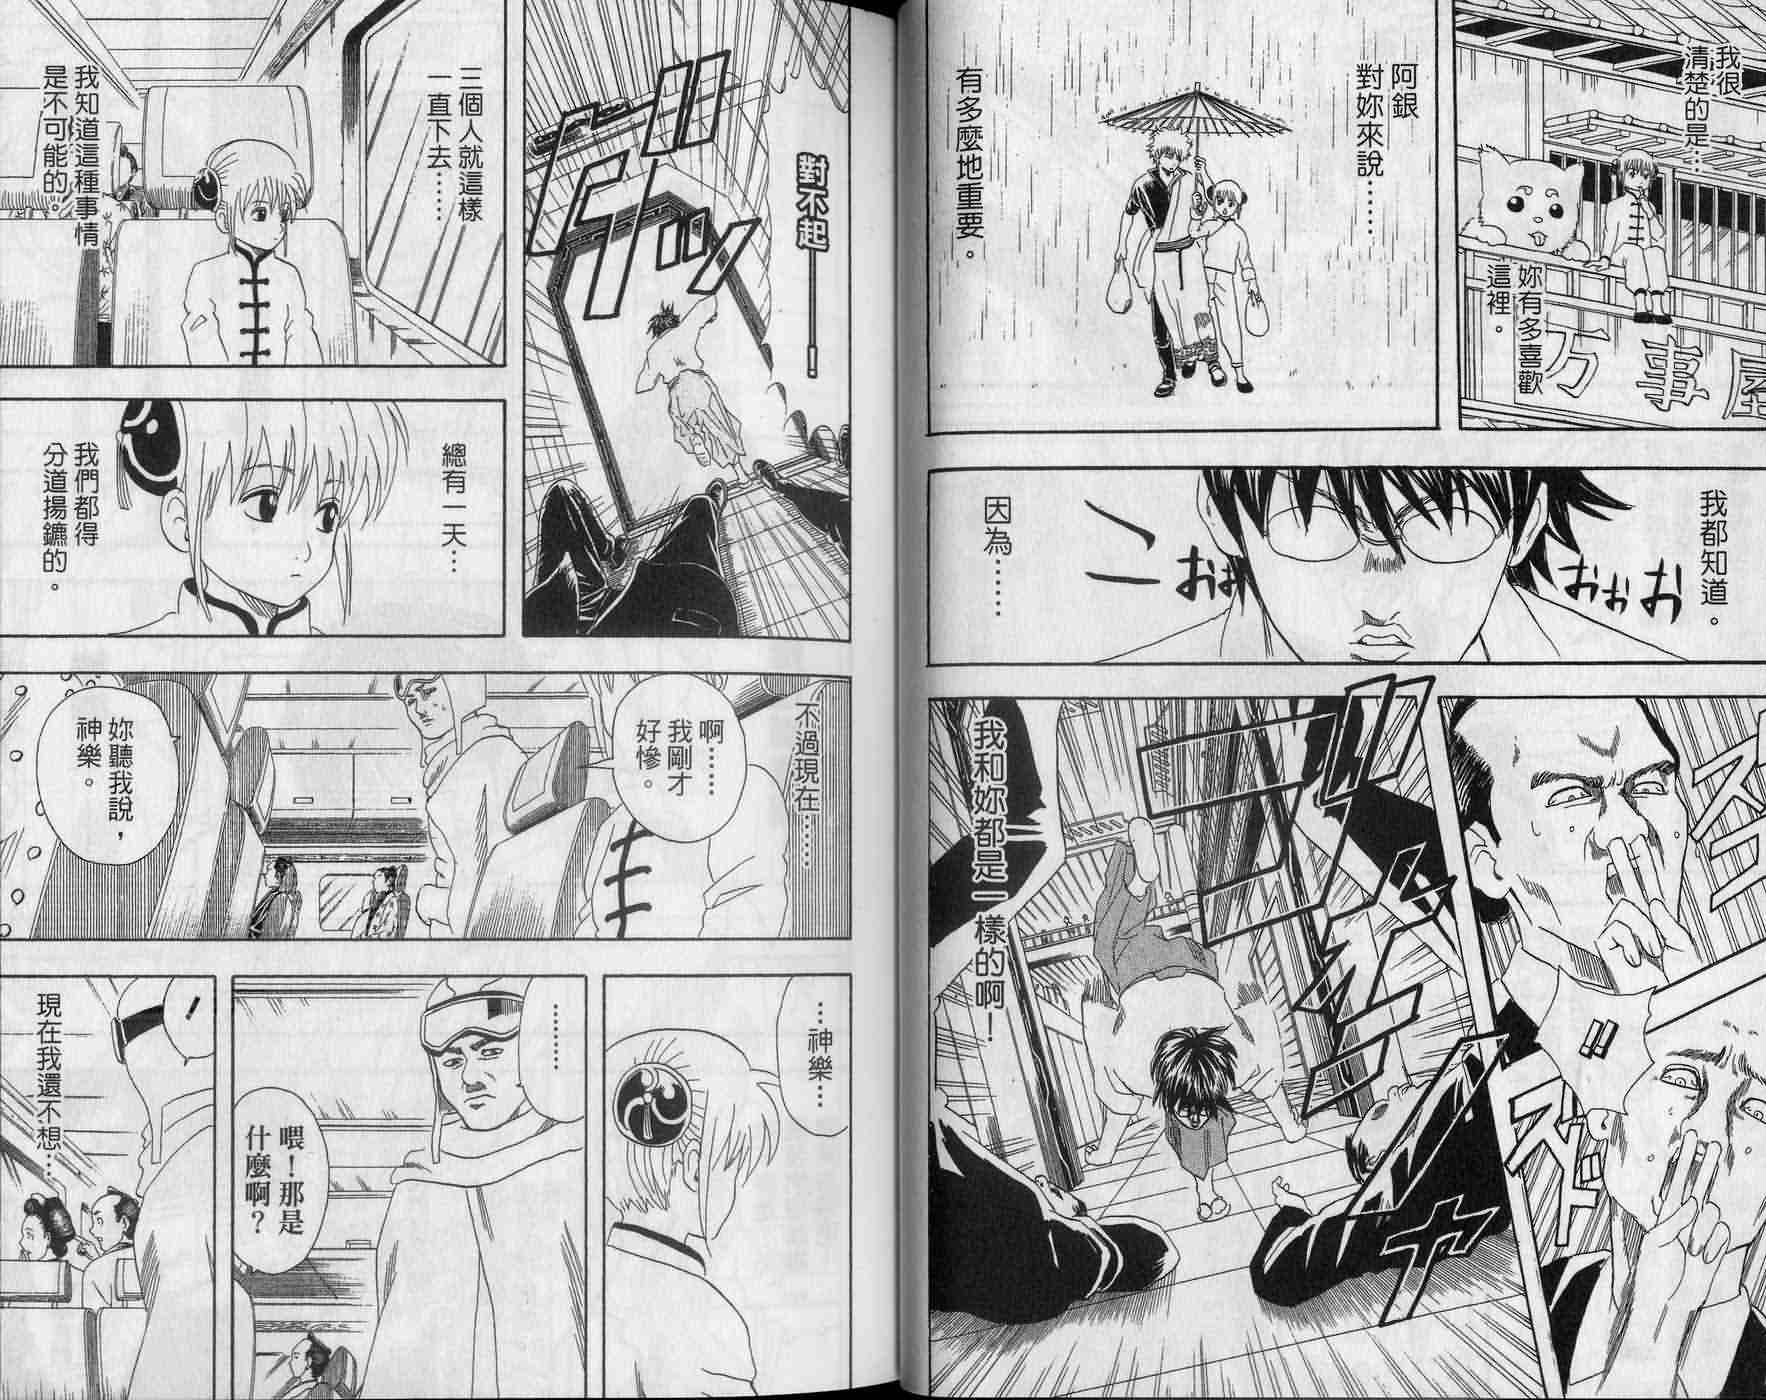 我很
清楚的是…
妳有多喜歡
這裡。
万事屋
阿銀
對妳來說……
有多麼地重要。
我都知道。
おぉお
おぉ
因為……
!!
我和妳都是一樣的啊！
對不起——！
三個人就這樣
一直下去……
我知道這種事情
是不可能的。
總有一天…
我們都得
分道揚鑣的。
不過現在……
啊……
我剛才
好慘。
妳聽我說，
神樂。
…神樂…
………
喂！那是
什麼啊？
！
現在我還不想…